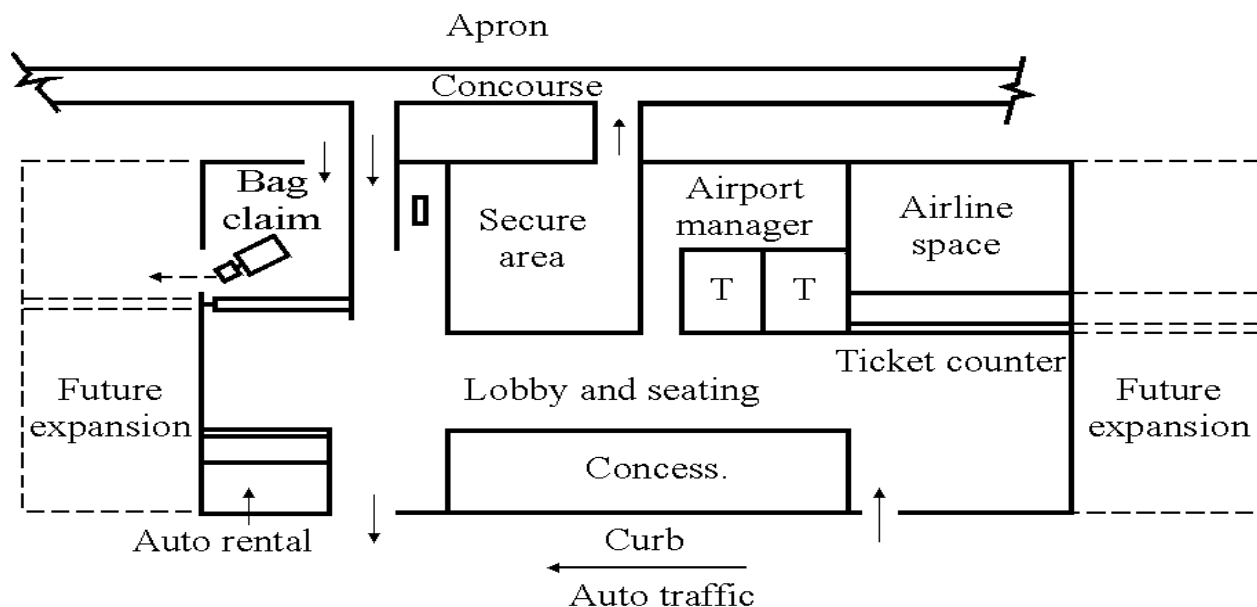 Apron
Concourse
Bag
claim
Secure
area
Airport
manager
Airline
space
T
T
Ticket counter
Future
expansion
Lobby and seating
Future
expansion
Concess.
Auto rental
Curb
Auto traffic